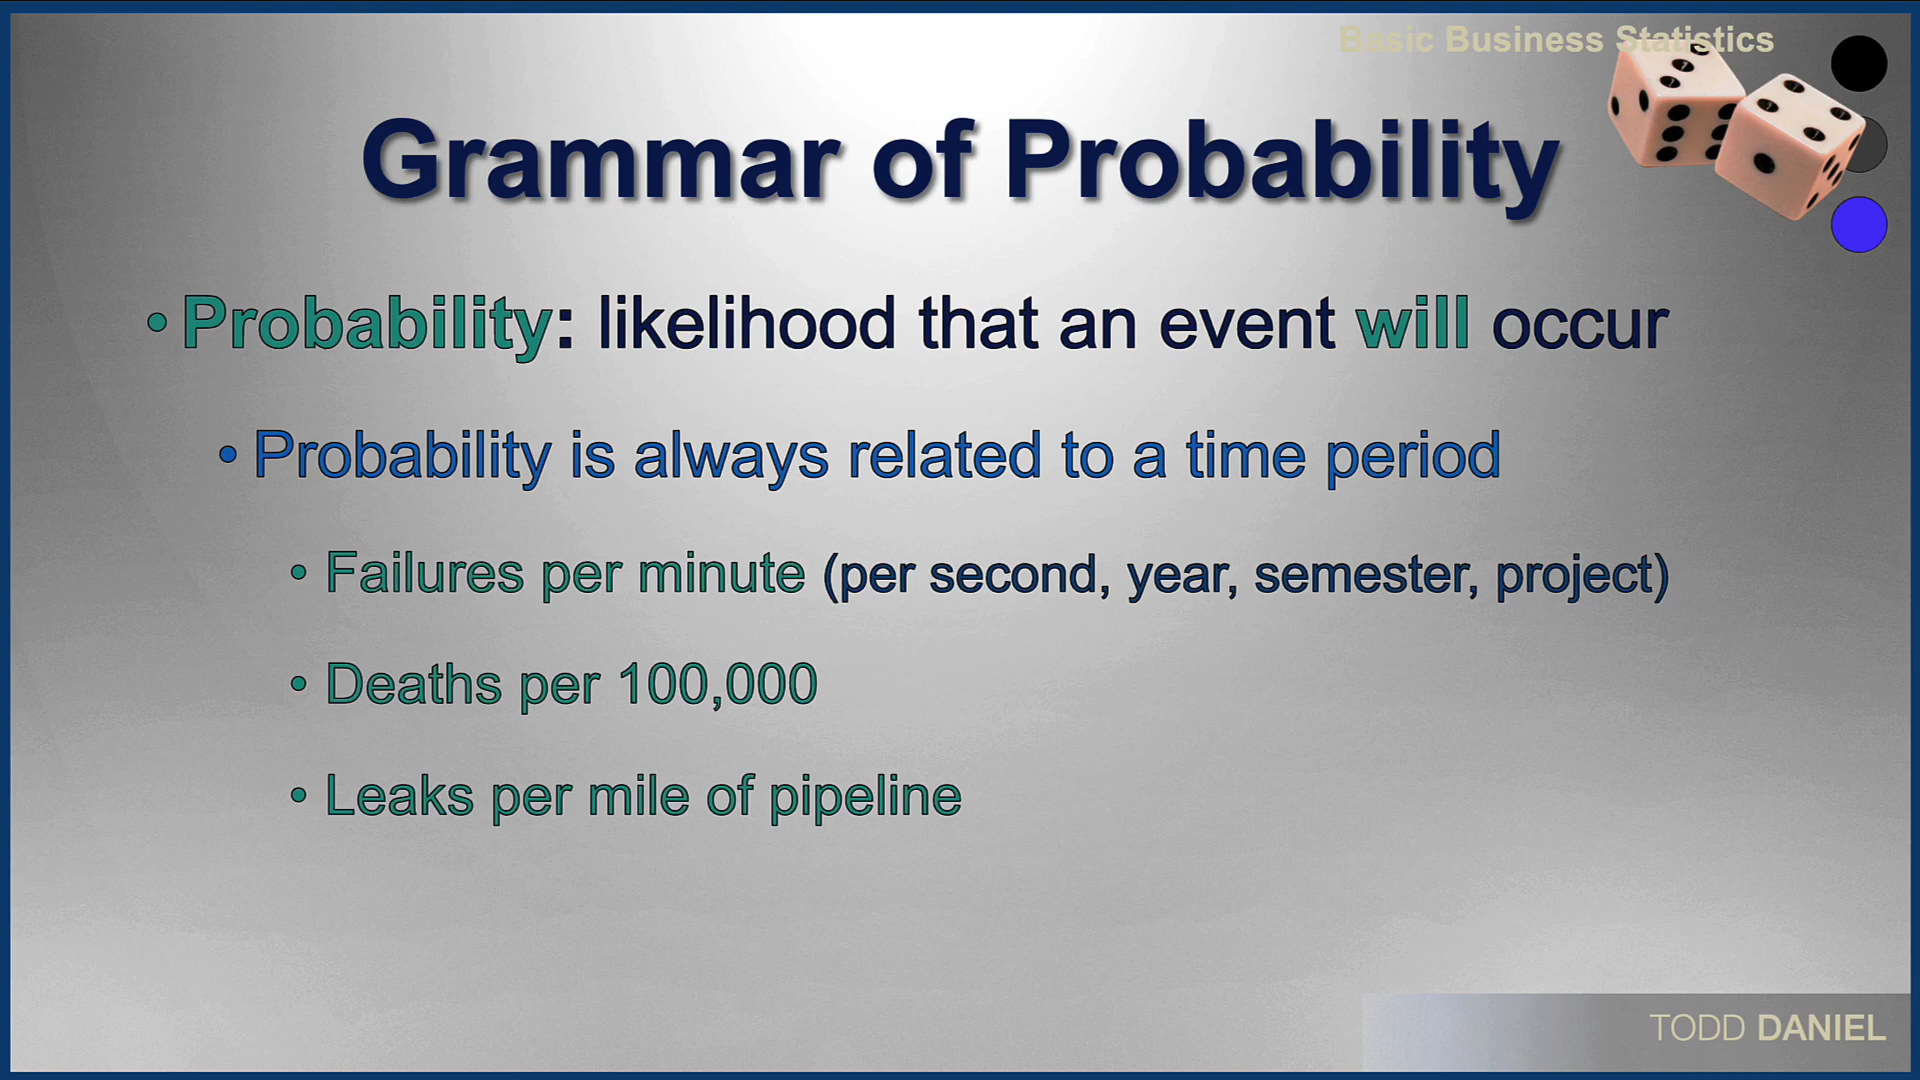 Basic Business Statistics
Grammar of Probability
• Probability: likelihood that an event will occur
• Probability is always related to a time period
• Failures per minute (per second, year, semester, project)
• Deaths per 100,000
• Leaks per mile of pipeline
TODD DANIEL